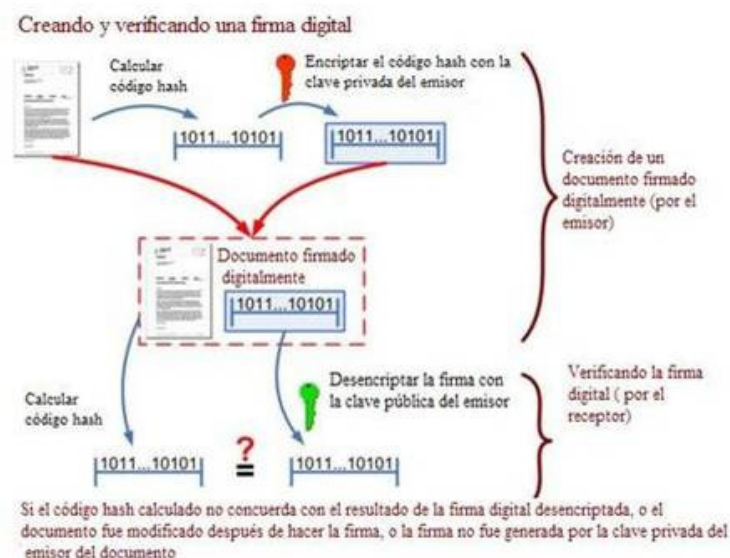 Creando y verificando una firma digital
Calcular
código hash
Encriptar el código hash con la
clave privada del emisor
1011...10101
1011...10101
Creación de un
documento firmado
digitalmente (por el
emisor)
Documento firmado
digitalmente
1011...10101
Calcular
código hash
Desencriptar la firma con
la clave pública del emisor
Verificando la firma
digital ( por el
receptor)
1011...10101
?
=
1011...10101
Si el código hash calculado no concuerda con el resultado de la firma digital desencriptada, o el
documento fue modificado después de hacer la firma, o la firma no fue generada por la clave privada del
emisor del documento